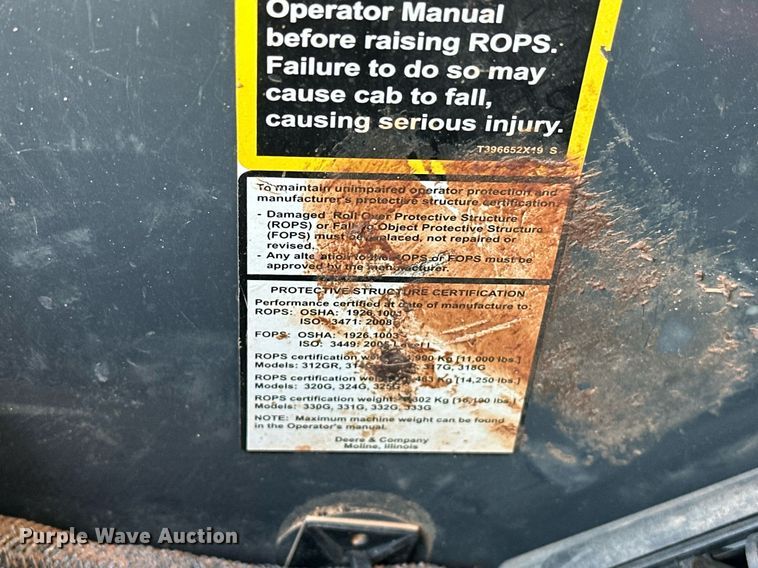 Operator Manual
before raising ROPS.
Failure to do so may
cause cab to fall,
causing serious injury.
T396652X19 S
To maintain unimpaired operator protection and
manufacturer's protective structure certification:
- Damaged Roll Over Protective Structure
(ROPS) or Object Protective Structure
(FOPS) must be replaced, not repaired or
revised.
- Any to the ROPS or FOPS must be
approved by the manufacturer.
PROTECTIVE STRUCTURE CERTIFICATION
Performance certified at date of manufacture to:
ROPS: OSHA: 1926.1001
ISO: 3471: 2008
FOPS: OSHA: 1926.1003
ISO: 3449: 2005 Level I
ROPS certification [11,000 lbs.]
Models: 312GR, 317G, 318G
ROPS certification Kg [14,250 lbs.]
Models: 320G, 324G,
ROPS certification weight: Kg lbs.]
Models: 330G, 331G, 332G, 333G
NOTE: Maximum machine weight can be found
in the Operator's manual.
Deere & Company
Moline, Illinois
Purple Wave Auction